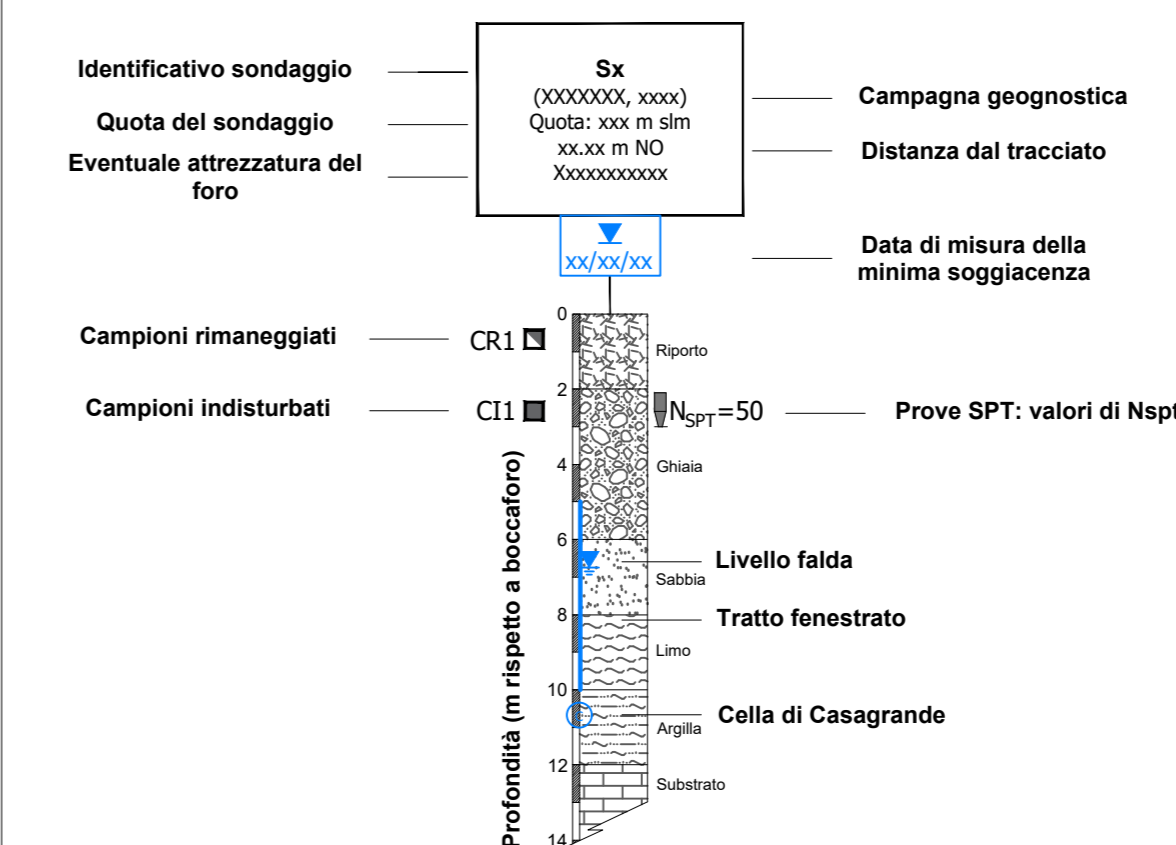 Identificativo sondaggio
Quota del sondaggio
Eventuale attrezzatura del
foro
Sx
(XXXXXXX, xxxx)
Quota: xxx m slm
xx.xx m NO
Xxxxxxxxxxx
Campagna geognostica
Distanza dal tracciato
xx/xx/xx
Data di misura della
minima soggiacenza
Campioni rimaneggiati
CR1
0
Riporto
Campioni indisturbati
CI1
2
NSPT=50
Prove SPT: valori di Nspt
4
Ghiaia
Profondità (m rispetto a boccaforo)
6
Livello falda
Sabbia
8
Tratto fenestrato
Limo
10
C
Cella di Casagrande
Argilla
12
Substrato
14